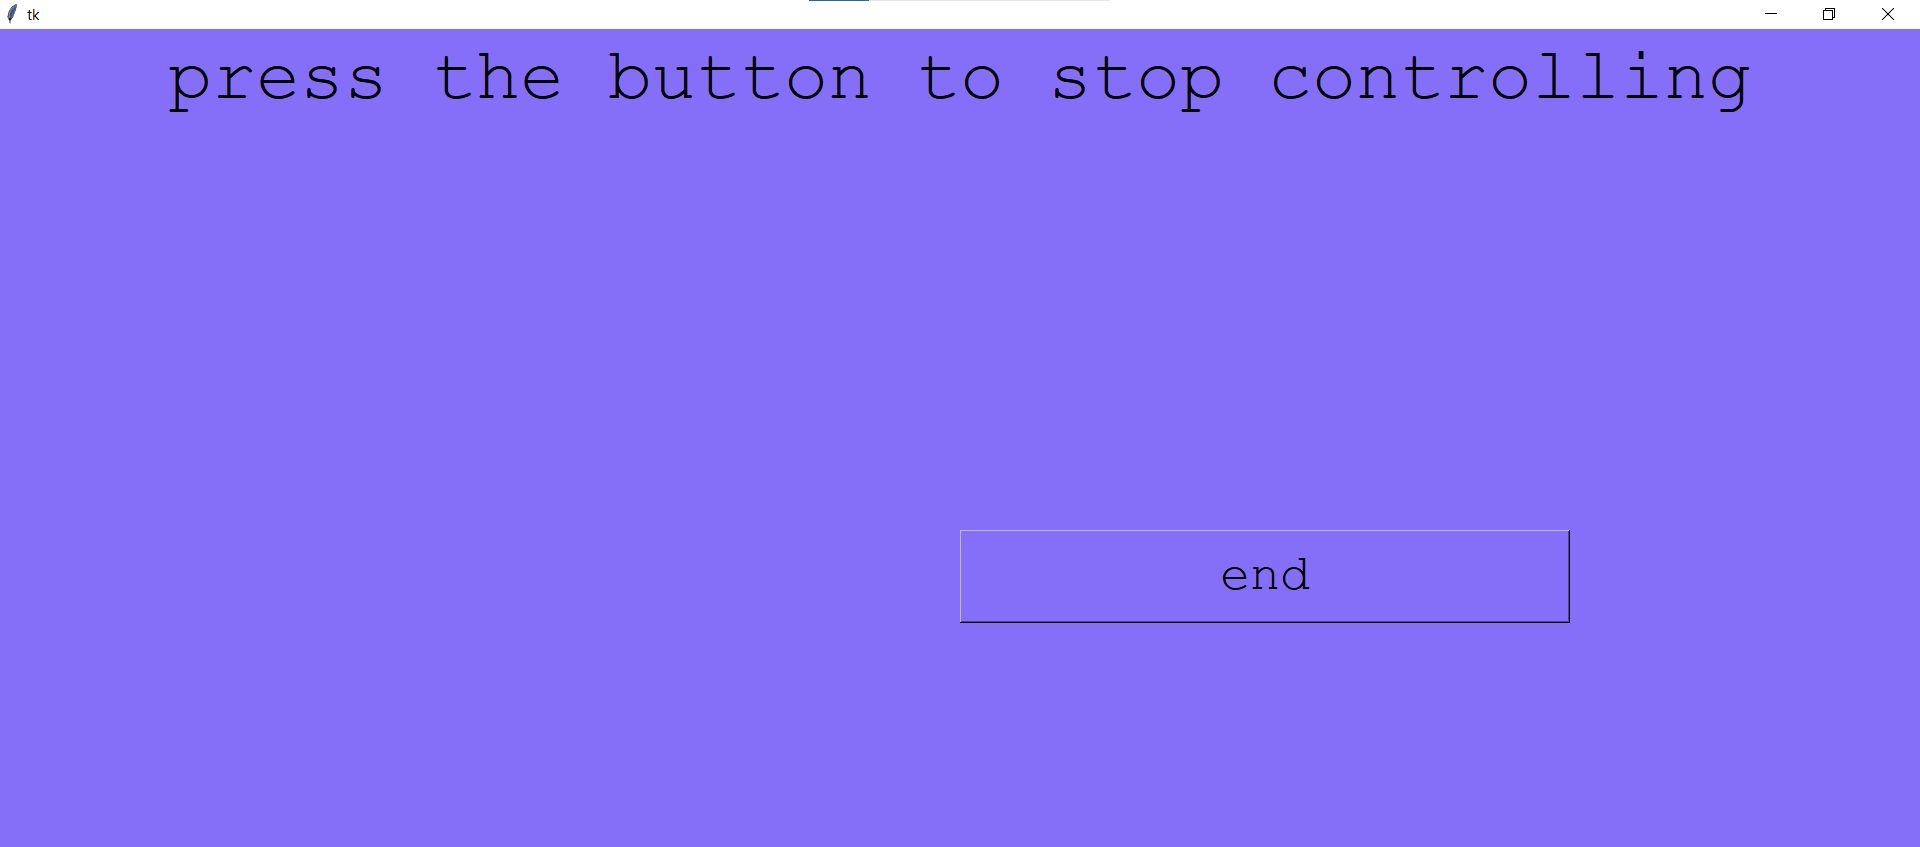 tk
press the button to stop controlling
end